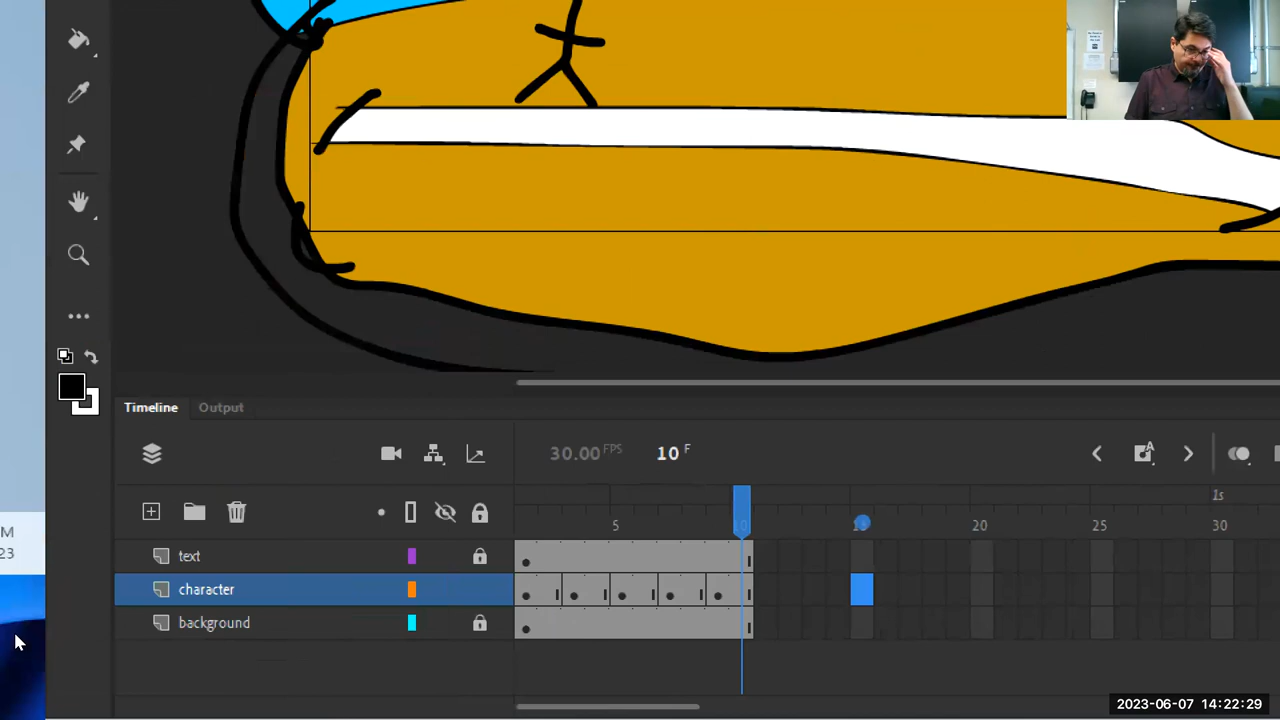 Timeline
Output
30.00 FPS
10 F
1s
5
10
20
25
30
text
character
background
M
23
2023-06-07 14:22:29